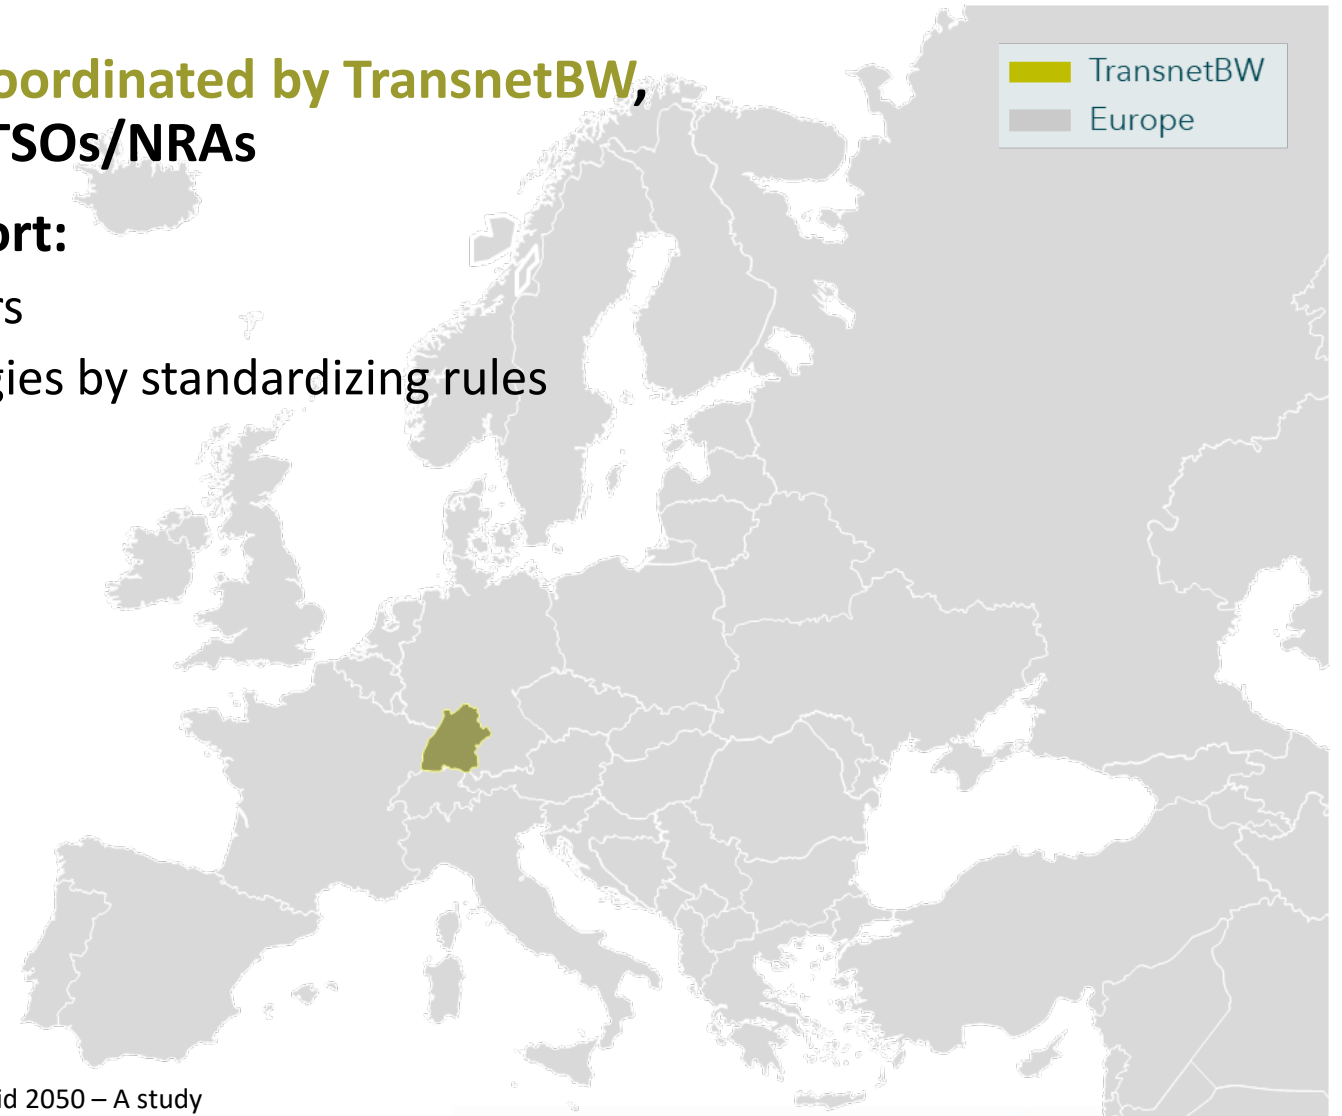 oordinated by TransnetBW,
TSOs/NRAs
ort:
rs
gies by standardizing rules
TransnetBW
Europe
id 2050 – A study